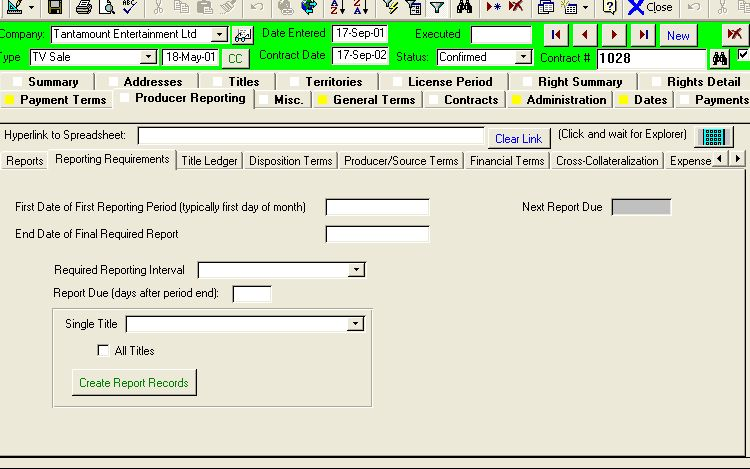 Close
Company: Tantamount Entertainment Ltd Date Entered 17-Sep-01 Executed New
Type TV Sale 18-May-01 CC Contract Date 17-Sep-02 Status: Confirmed Contract # 1028
Summary Addresses Titles Territories License Period Right Summary Rights Detail
Payment Terms Producer Reporting Misc. General Terms Contracts Administration Dates Payments
Hyperlink to Spreadsheet: Clear Link (Click and wait for Explorer)
Reports Reporting Requirements Title Ledger Disposition Terms Producer/Source Terms Financial Terms Cross-Collateralization Expense
First Date of First Reporting Period (typically first day of month) Next Report Due
End Date of Final Required Report
Required Reporting Interval
Report Due (days after period end):
Single Title
All Titles
Create Report Records